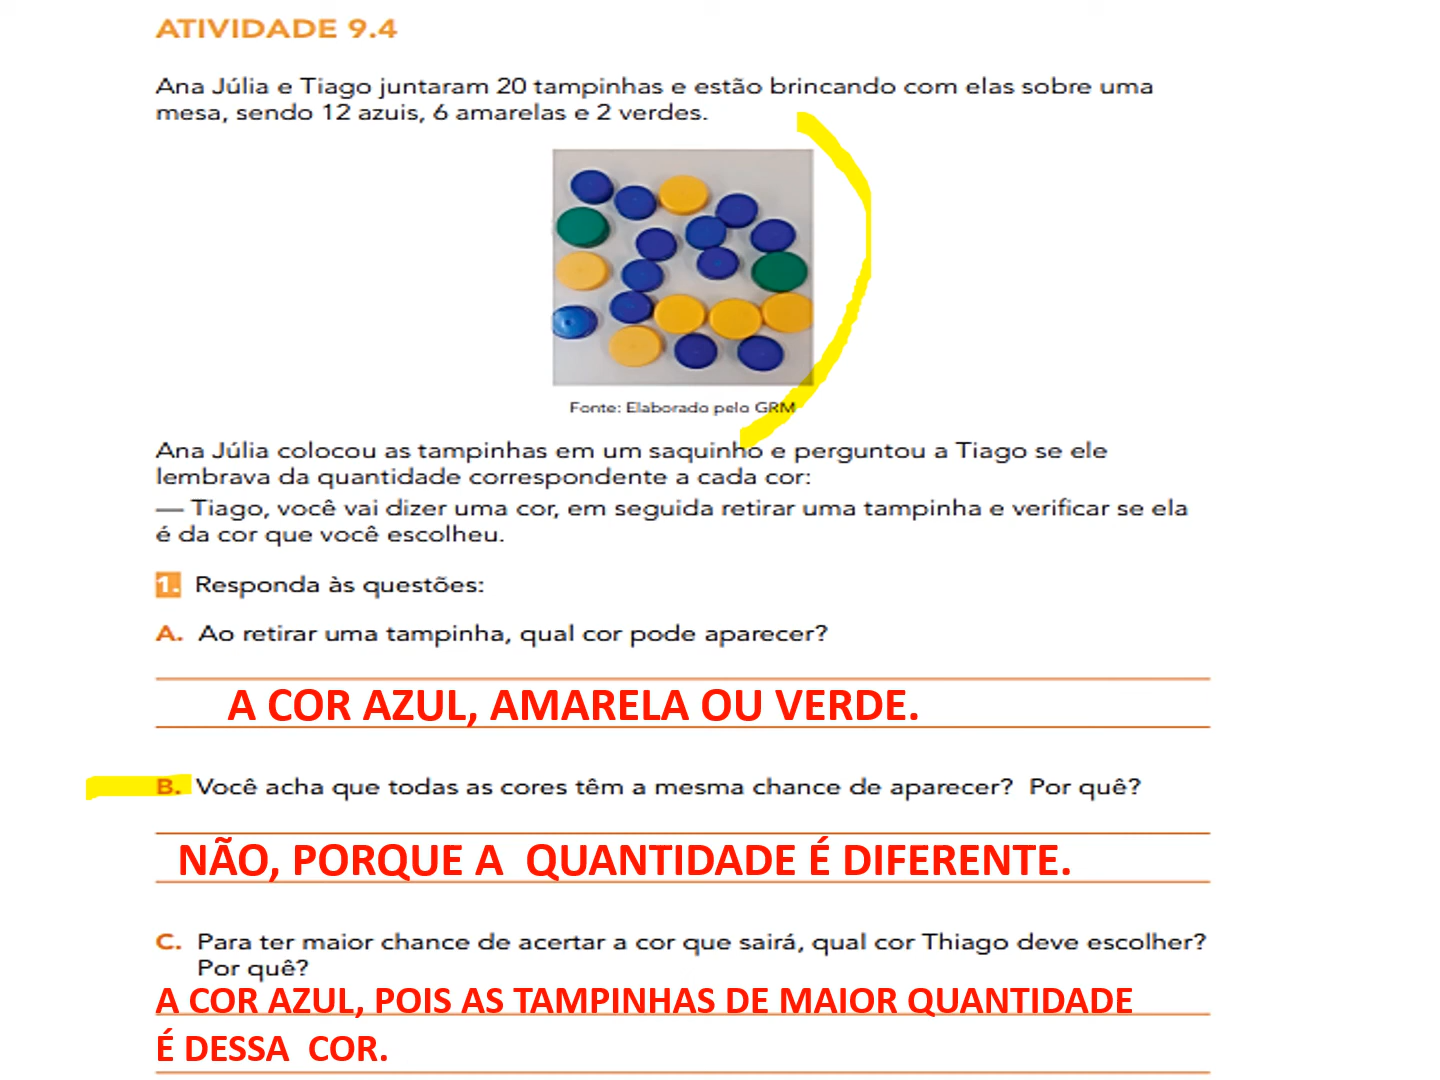 ATIVIDADE 9.4
Ana Júlia e Tiago juntaram 20 tampinhas e estão brincando com elas sobre uma
mesa, sendo 12 azuis, 6 amarelas e 2 verdes.
Fonte: Elaborado pelo GRM
Ana Júlia colocou as tampinhas em um saquinho e perguntou a Tiago se ele
lembrava da quantidade correspondente a cada cor:
— Tiago, você vai dizer uma cor, em seguida retirar uma tampinha e verificar se ela
é da cor que você escolheu.
1. Responda às questões:
A. Ao retirar uma tampinha, qual cor pode aparecer?
A COR AZUL, AMARELA OU VERDE.
B. Você acha que todas as cores têm a mesma chance de aparecer? Por quê?
NÃO, PORQUE A QUANTIDADE É DIFERENTE.
C. Para ter maior chance de acertar a cor que sairá, qual cor Thiago deve escolher?
Por quê?
A COR AZUL, POIS AS TAMPINHAS DE MAIOR QUANTIDADE
É DESSA COR.